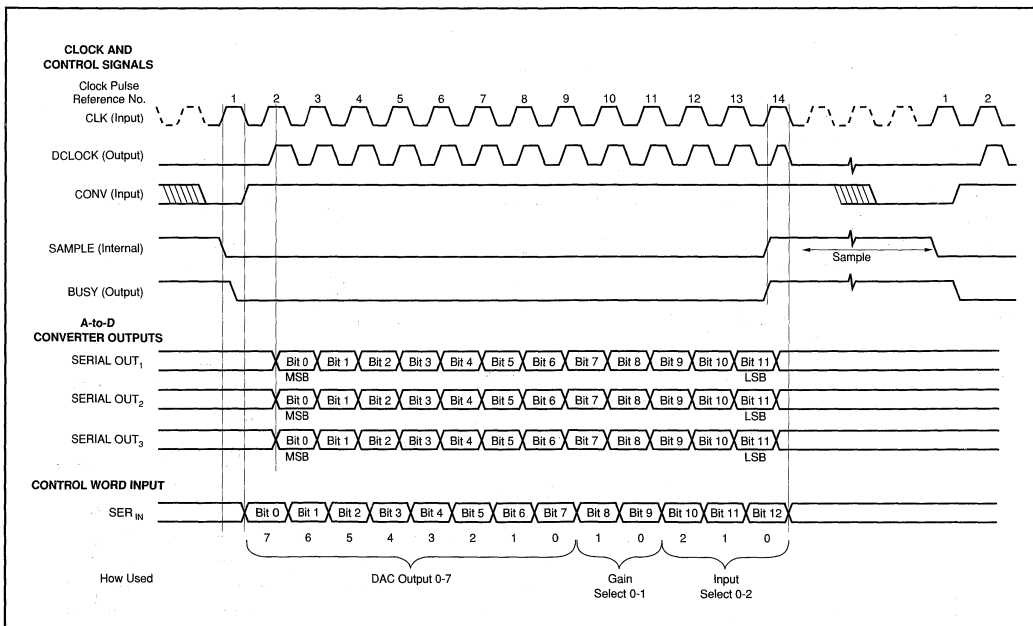 CLOCK AND
CONTROL SIGNALS
Clock Pulse
Reference No.
1 2 3 4 5 6 7 8 9 10 11 12 13 14 1 2
CLK (Input)
DCLOCK (Output)
CONV (Input)
SAMPLE (Internal)
Sample
BUSY (Output)
A-to-D
CONVERTER OUTPUTS
SERIAL OUT1 Bit 0 Bit 1 Bit 2 Bit 3 Bit 4 Bit 5 Bit 6 Bit 7 Bit 8 Bit 9 Bit 10 Bit 11
MSB LSB
SERIAL OUT2 Bit 0 Bit 1 Bit 2 Bit 3 Bit 4 Bit 5 Bit 6 Bit 7 Bit 8 Bit 9 Bit 10 Bit 11
MSB LSB
SERIAL OUT3 Bit 0 Bit 1 Bit 2 Bit 3 Bit 4 Bit 5 Bit 6 Bit 7 Bit 8 Bit 9 Bit 10 Bit 11
MSB LSB
CONTROL WORD INPUT
SERIN Bit 0 Bit 1 Bit 2 Bit 3 Bit 4 Bit 5 Bit 6 Bit 7 Bit 8 Bit 9 Bit 10 Bit 11 Bit 12
7 6 5 4 3 2 1 0 1 0 2 1 0
How Used DAC Output 0-7 Gain Input
Select 0-1 Select 0-2